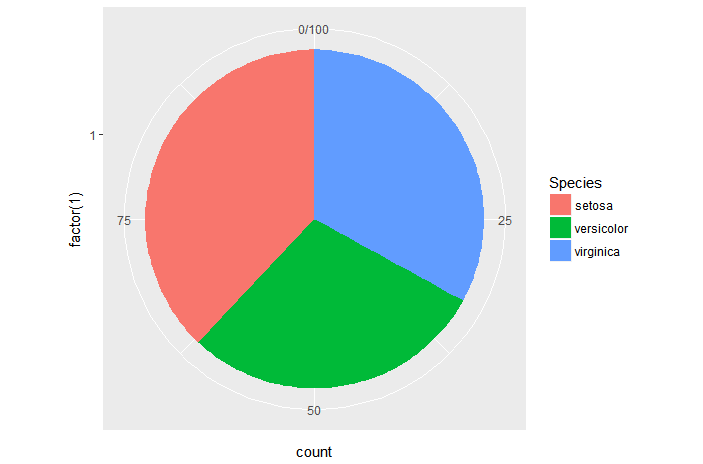 0/100
1
75
25
50
factor(1)
count
Species
setosa
versicolor
virginica